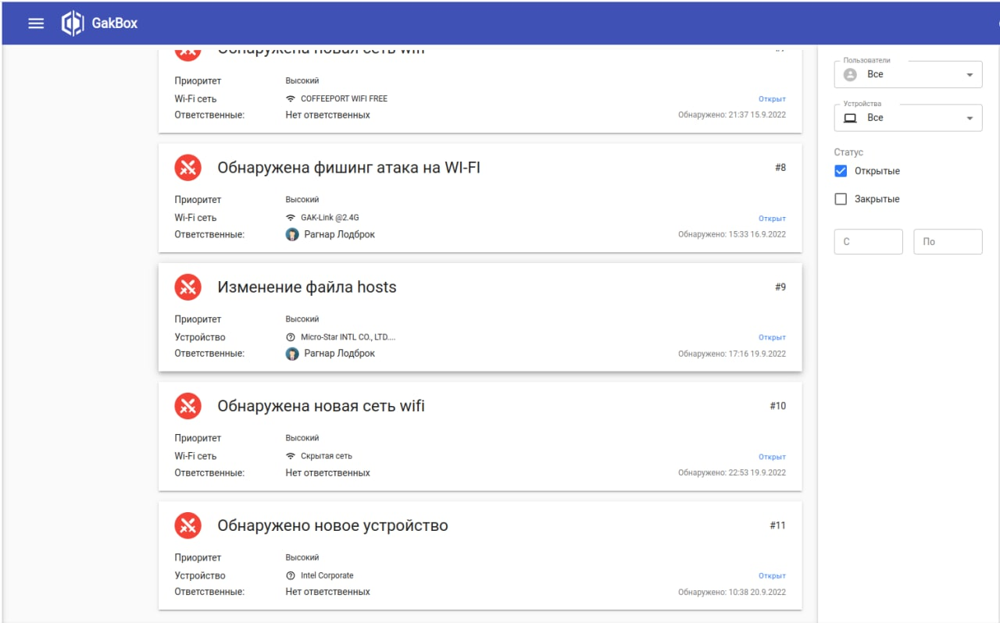 GakBox
Обнаружена новая сеть wifi
Приоритет Высокий
Wi-Fi сеть COFFEEPORT WIFI FREE Открыт
Ответственные: Нет ответственных Обнаружено: 21:37 15.9.2022
Обнаружена фишинг атака на WI-FI #8
Приоритет Высокий
Wi-Fi сеть GAK-Link @2.4G Открыт
Ответственные: Рагнар Лодброк Обнаружено: 15:33 16.9.2022
Изменение файла hosts #9
Приоритет Высокий
Устройство Micro-Star INTL CO., LTD.... Открыт
Ответственные: Рагнар Лодброк Обнаружено: 17:16 19.9.2022
Обнаружена новая сеть wifi #10
Приоритет Высокий
Wi-Fi сеть Скрытая сеть Открыт
Ответственные: Нет ответственных Обнаружено: 22:53 19.9.2022
Обнаружено новое устройство #11
Приоритет Высокий
Устройство Intel Corporate Открыт
Ответственные: Нет ответственных Обнаружено: 10:38 20.9.2022
Пользователи
Все
Устройства
Все
Статус
Открытые
Закрытые
С По